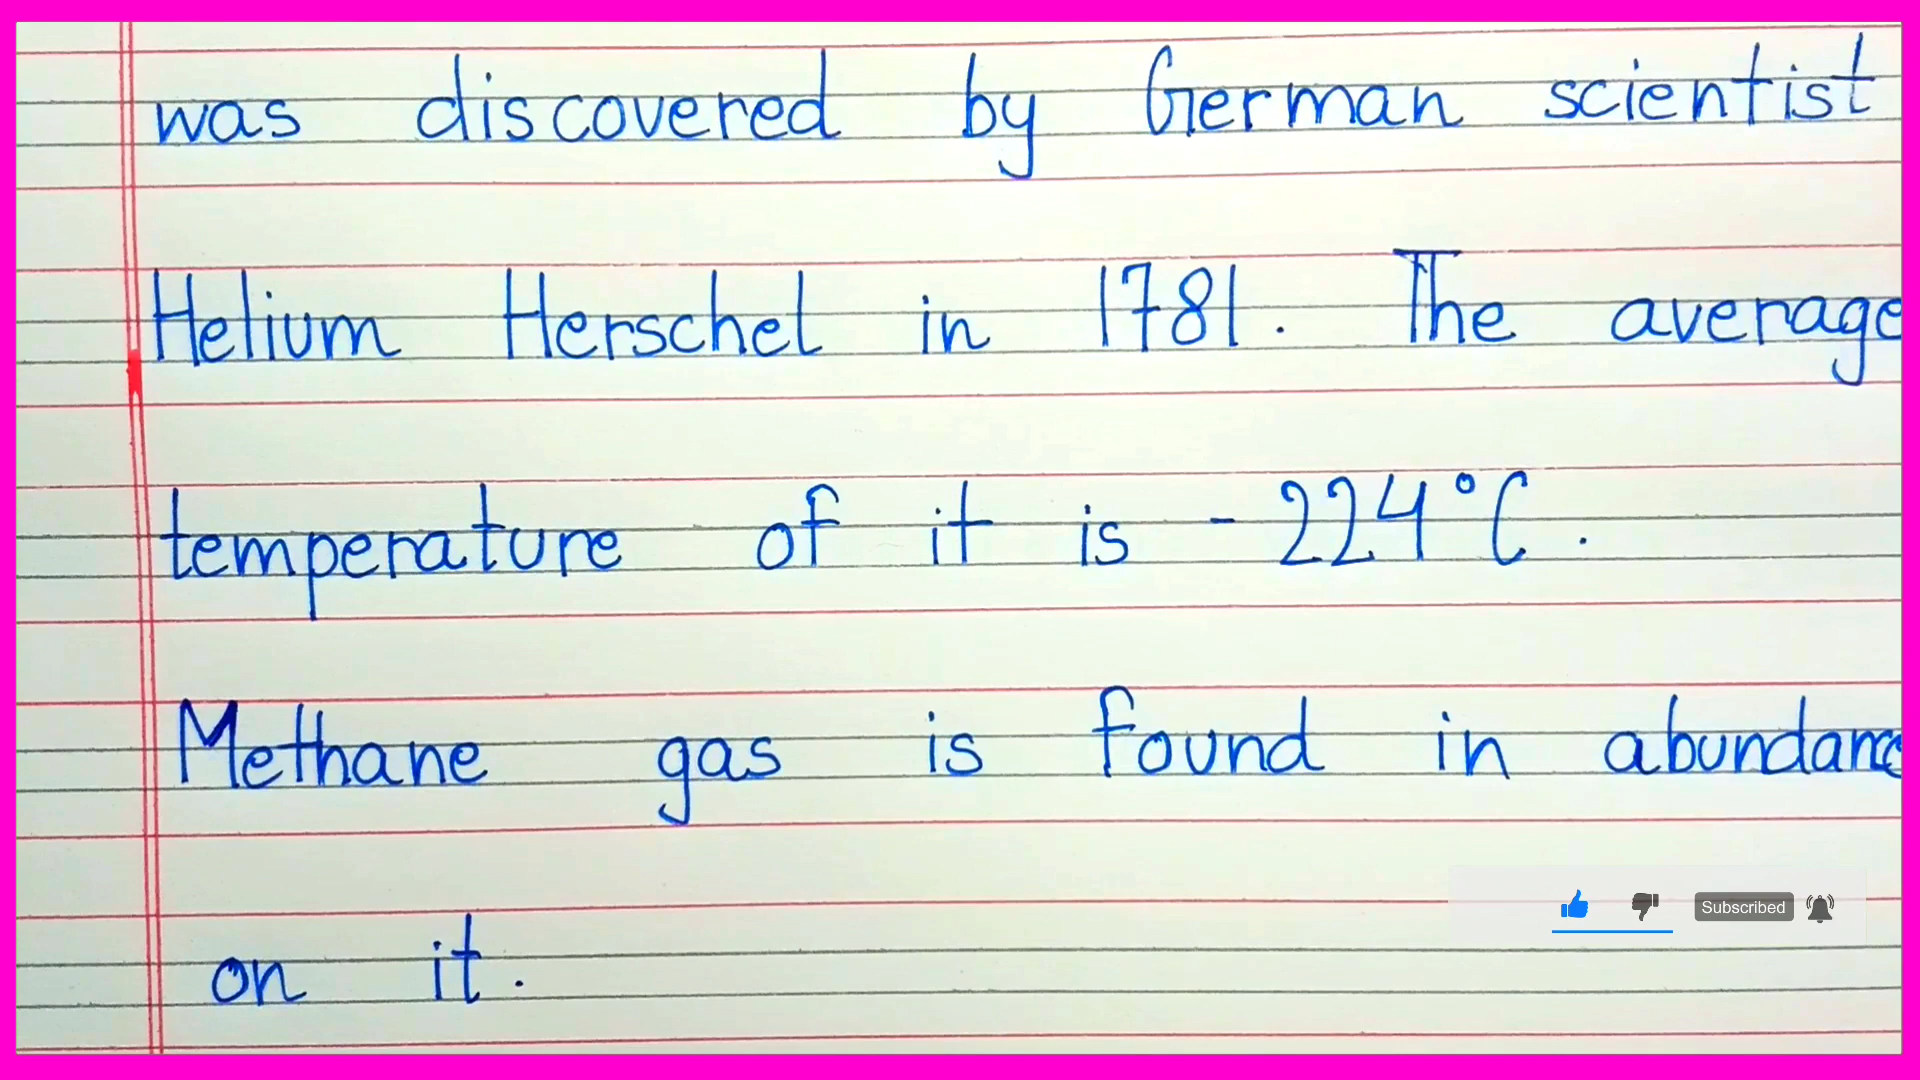 was discovered by German scientist
Helium Herschel in 1781. The average
temperature of it is -224°C.
Methane gas is found in abundance
on it.
Subscribed